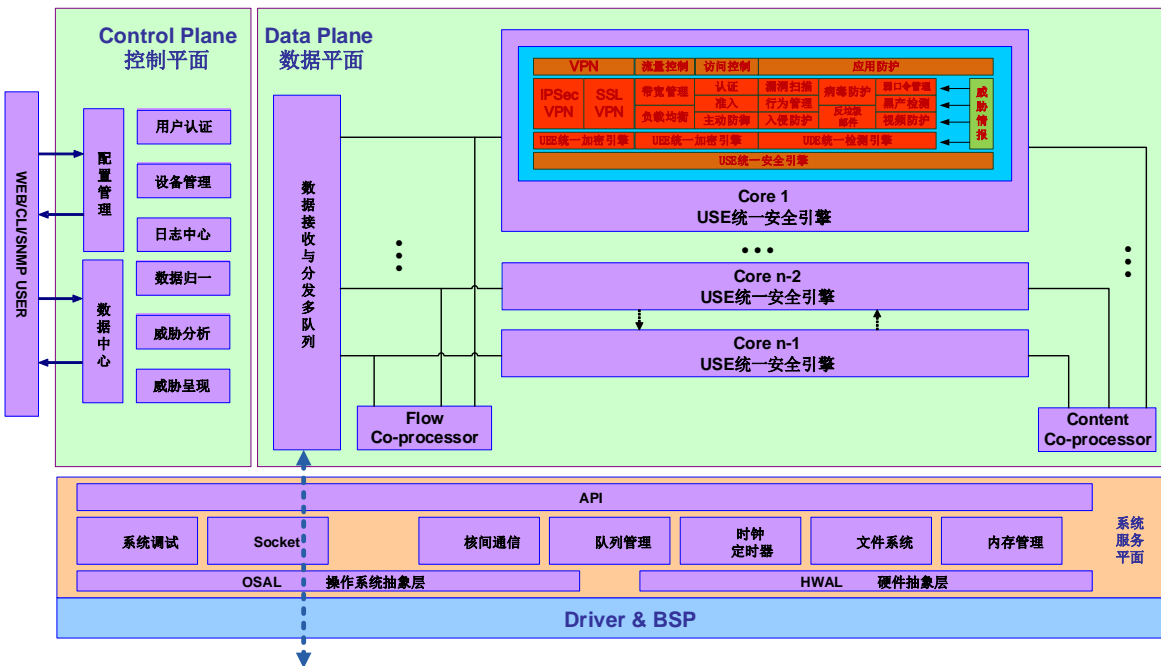 Control Plane
控制平面
Data Plane
数据平面
WEB/CLI/SNMP USER
配置管理
数据中心
用户认证
设备管理
日志中心
数据归一
威胁分析
威胁呈现
数据接收与分发多队列
VPN
流量控制
访问控制
应用防护
IPSec
VPN
SSL
VPN
带宽管理
负载均衡
认证
准入
主动防御
漏洞扫描
行为管理
入侵防护
病毒防护
反垃圾
邮件
弱口令管理
黑产检测
视频防护
威胁情报
UEE统一加密引擎
UEE统一加密引擎
UDE统一检测引擎
USE统一安全引擎
Core 1
USE统一安全引擎
Core n-2
USE统一安全引擎
Core n-1
USE统一安全引擎
Flow
Co-processor
Content
Co-processor
API
系统调试
Socket
核间通信
队列管理
时钟
定时器
文件系统
内存管理
系统
服务
平面
OSAL 操作系统抽象层
HWAL 硬件抽象层
Driver & BSP